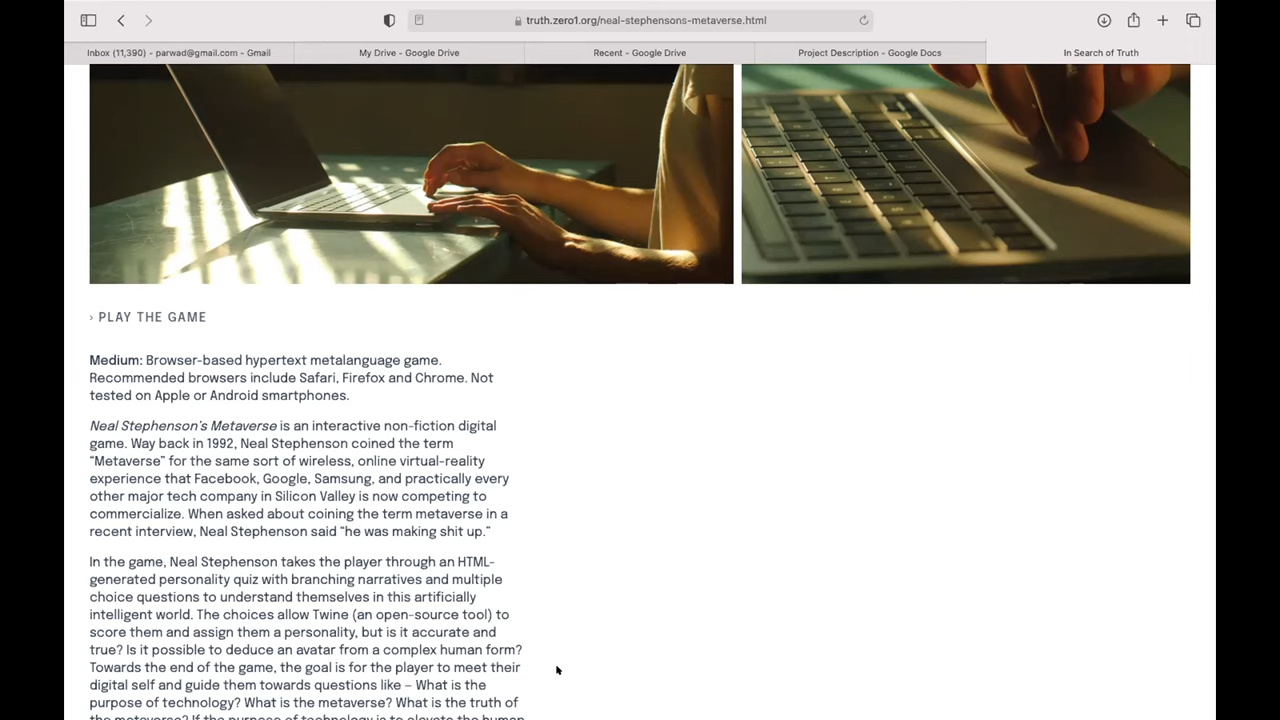 truth.zero1.org/neal-stephensons-metaverse.html
Inbox (11,390) - parwad@gmail.com - Gmail
My Drive - Google Drive
Recent - Google Drive
Project Description - Google Docs
In Search of Truth
› PLAY THE GAME
Medium: Browser-based hypertext metalanguage game.
Recommended browsers include Safari, Firefox and Chrome. Not
tested on Apple or Android smartphones.
Neal Stephenson's Metaverse is an interactive non-fiction digital
game. Way back in 1992, Neal Stephenson coined the term
“Metaverse” for the same sort of wireless, online virtual-reality
experience that Facebook, Google, Samsung, and practically every
other major tech company in Silicon Valley is now competing to
commercialize. When asked about coining the term metaverse in a
recent interview, Neal Stephenson said “he was making shit up.”
In the game, Neal Stephenson takes the player through an HTML-
generated personality quiz with branching narratives and multiple
choice questions to understand themselves in this artificially
intelligent world. The choices allow Twine (an open-source tool) to
score them and assign them a personality, but is it accurate and
true? Is it possible to deduce an avatar from a complex human form?
Towards the end of the game, the goal is for the player to meet their
digital self and guide them towards questions like – What is the
purpose of technology? What is the metaverse? What is the truth of
the metaverse? If the purpose of technology is to elevate the human